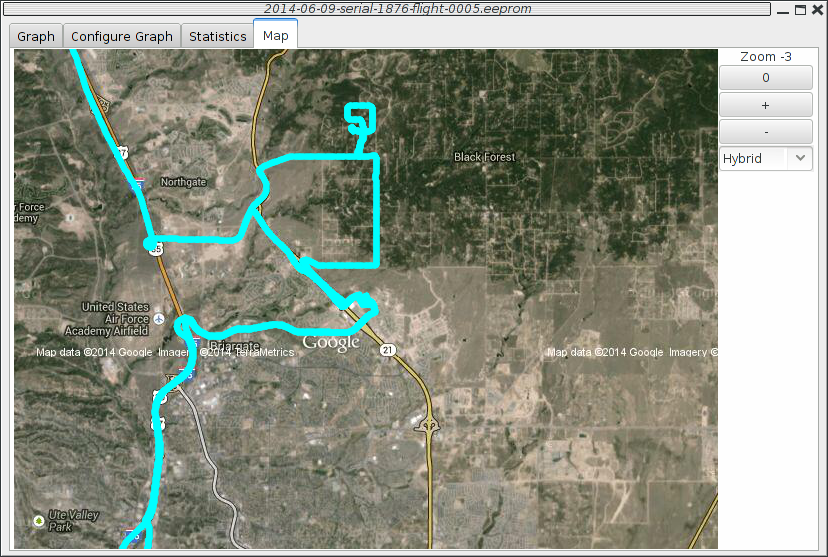 2014-06-09-serial-1876-flight-0005.eeprom
Graph
Configure Graph
Statistics
Map
Zoom -3
0
+
-
Hybrid
Black Forest
Northgate
r Force
demy
United States
Air Force
Academy Airfield
Briargate
Map data ©2014 Google Imagery ©2014 TerraMetrics
Google
Map data ©2014 Google Imagery ©
21
Ute Valley
Park